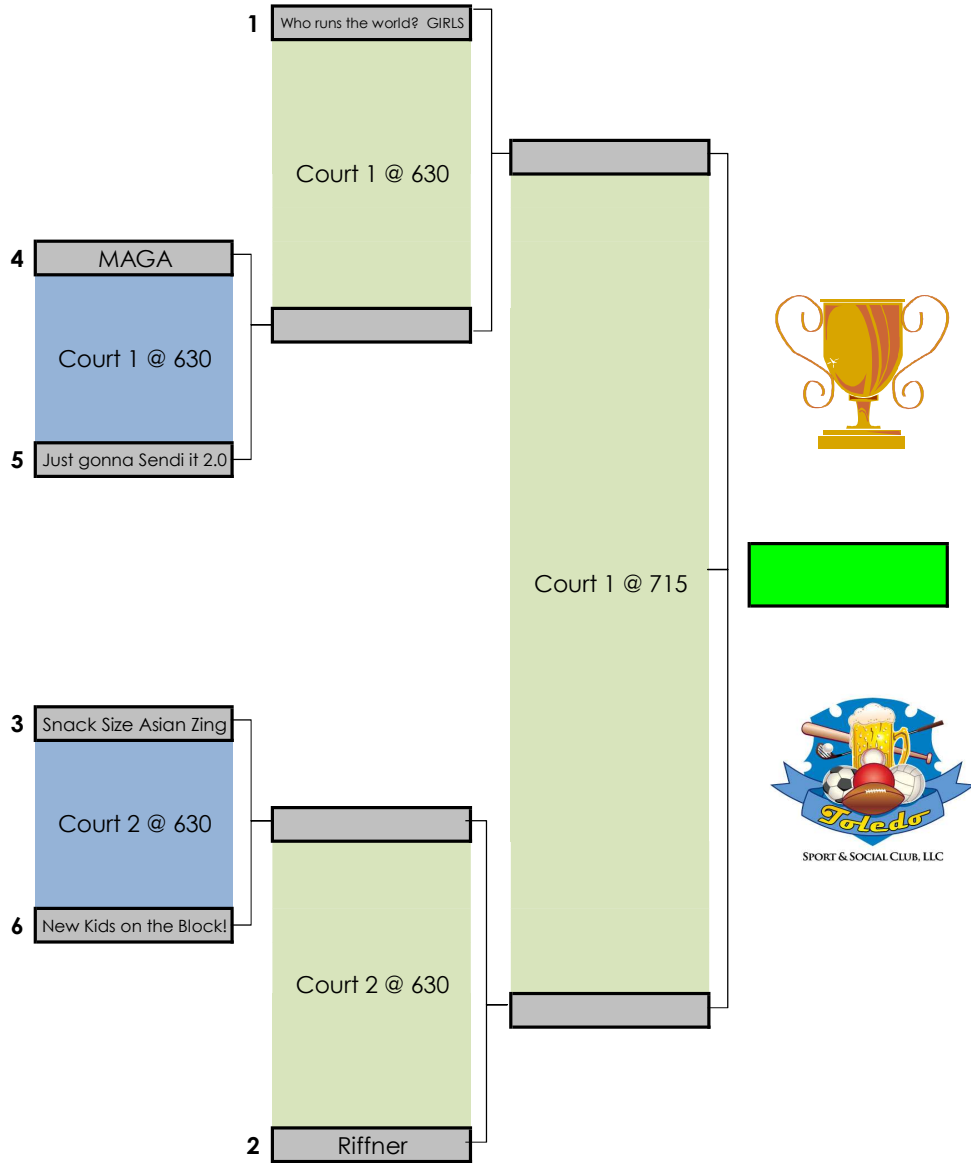 1 Who runs the world?  GIRLS
Court 1 @ 630
4 MAGA
Court 1 @ 630
5 Just gonna Sendi it 2.0
Court 1 @ 715
3 Snack Size Asian Zing
Court 2 @ 630
6 New Kids on the Block!
Court 2 @ 630
2 Riffner
Toledo
SPORT & SOCIAL CLUB, LLC